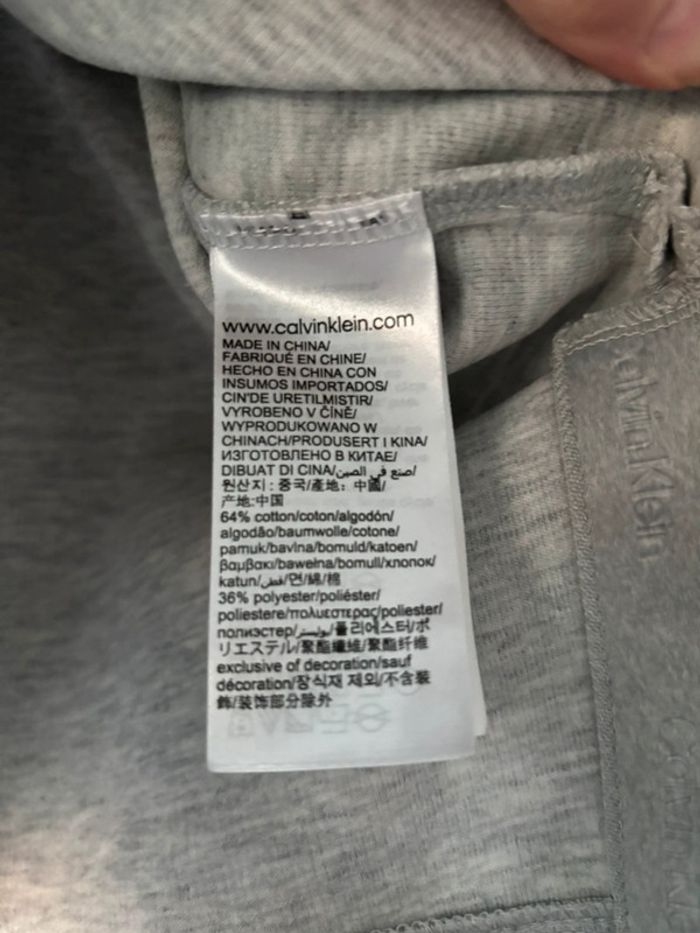 www.calvinklein.com
MADE IN CHINA/
FABRIQUÉ EN CHINE/
HECHO EN CHINA CON
INSUMOS IMPORTADOS/
CIN'DE URETILMISTIR/
VYROBENO V ČÍNĚ/
WYPRODUKOWANO W
CHINACH/PRODUSERT I KINA/
ИЗГОТОВЛЕНО В КИТАЕ/
DIBUAT DI CINA/صنع في الصين/
원산지 : 중국/產地：中國/
产地:中国
64% cotton/coton/algodón/
algodão/baumwolle/cotone/
pamuk/bavlna/bomuld/katoen/
βαμβακι/bawełna/bomull/хлопок/
katun/قطن/면/綿/棉
36% polyester/poliéster/
poliestere/πολυεστερας/poliester/
полиэстер/بوليستر/폴리에스터/ポ
リエステル/聚酯纖維/聚酯纤维
exclusive of decoration/sauf
décoration/장식재 제외/不含裝
飾/装饰部分除外
Calvin Klein